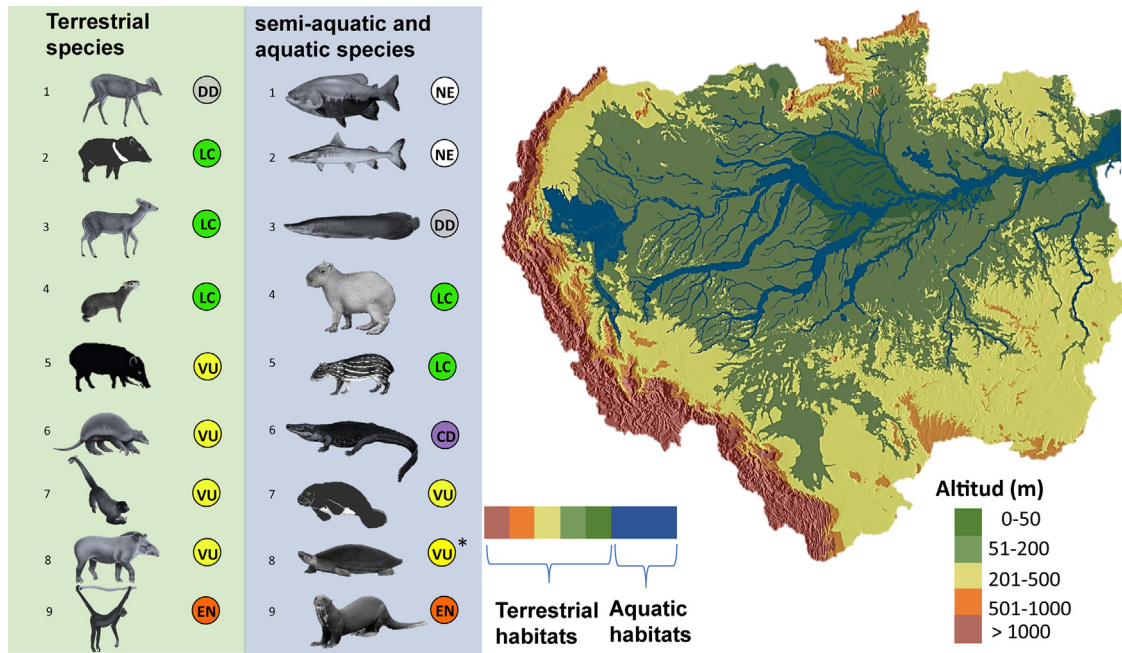 Terrestrial
species
1 DD
2 LC
3 LC
4 LC
5 VU
6 VU
7 VU
8 VU
9 EN
semi-aquatic and
aquatic species
1 NE
2 NE
3 DD
4 LC
5 LC
6 CD
7 VU
8 VU *
9 EN
Terrestrial
habitats
Aquatic
habitats
Altitud (m)
0-50
51-200
201-500
501-1000
> 1000